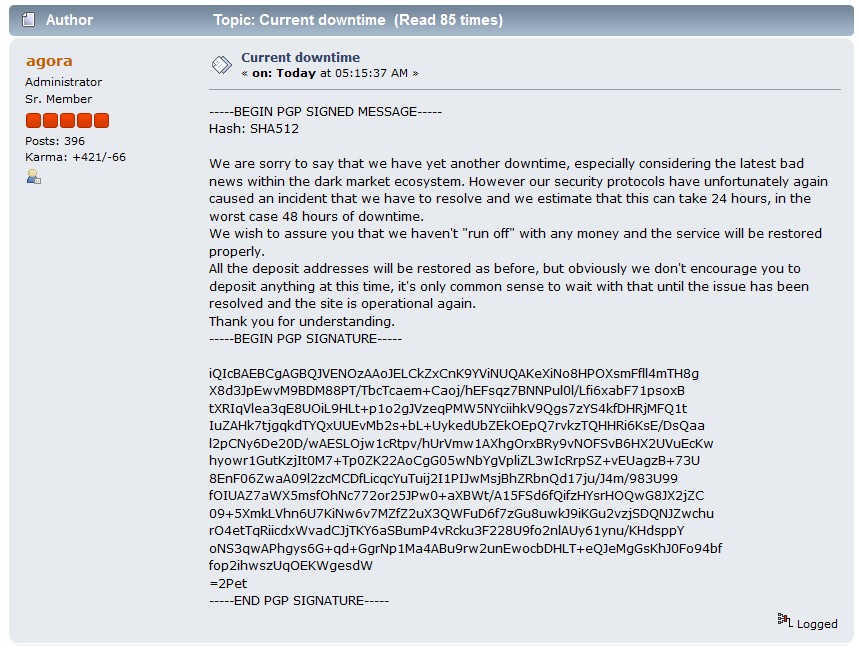 Author
Topic: Current downtime (Read 85 times)
agora
Administrator
Sr. Member
Posts: 396
Karma: +421/-66
Current downtime
« on: Today at 05:15:37 AM »
-----BEGIN PGP SIGNED MESSAGE-----
Hash: SHA512
We are sorry to say that we have yet another downtime, especially considering the latest bad
news within the dark market ecosystem. However our security protocols have unfortunately again
caused an incident that we have to resolve and we estimate that this can take 24 hours, in the
worst case 48 hours of downtime.
We wish to assure you that we haven't "run off" with any money and the service will be restored
properly.
All the deposit addresses will be restored as before, but obviously we don't encourage you to
deposit anything at this time, it's only common sense to wait with that until the issue has been
resolved and the site is operational again.
Thank you for understanding.
-----BEGIN PGP SIGNATURE-----
iQIcBAEBCgAGBQJVENOzAAoJELCkZxCnK9YViNUQAKeXiNo8HPOXsmFfll4mTH8g
X8d3JpEwvM9BDM88PT/TbcTcaem+Caoj/hEFsqz7BNNPul0l/Lfi6xabF71psoxB
tXRIqVlea3qE8UOiL9HLt+p1o2gJVzeqPMW5NYciihkV9Qgs7zYS4kfDHRjMFQ1t
IuZAHk7tjgqkdTYQxUUEvMb2s+bL+UykedUbZEkOEpQ7rvkzTQHHRi6KsE/DsQaa
l2pCNy6De20D/wAESLOjw1cRtpv/hUrVmw1AXhgOrxBRy9vNOFSvB6HX2UVuEcKw
hyowr1GutKzjIt0M7+Tp0ZK22AoCgG05wNbYgVpliZL3wIcRrpSZ+vEUagzB+73U
8EnF06ZwaA09l2zcMCDfLicqcYuTuij2I1PIJwMsjBhZRbnQd17ju/J4m/983U99
fOIUAZ7aWX5msfOhNc772or25JPw0+aXBWt/A15FSd6fQifzHYsrHOQwG8JX2jZC
09+5XmkLVhn6U7KiNw6v7MZfZ2uX3QWFuD6f7zGu8uwkJ9iKGu2vzjSDQNJZwchu
rO4etTqRiicdxWvadCJjTKY6aSBumP4vRcku3F228U9fo2nlAUy61ynu/KHdsppY
oNS3qwAPhgys6G+qd+GgrNp1Ma4ABu9rw2unEwocbDHLT+eQJeMgGsKhJ0Fo94bf
fop2ihwszUqOEKWgesdW
=2Pet
-----END PGP SIGNATURE-----
Logged